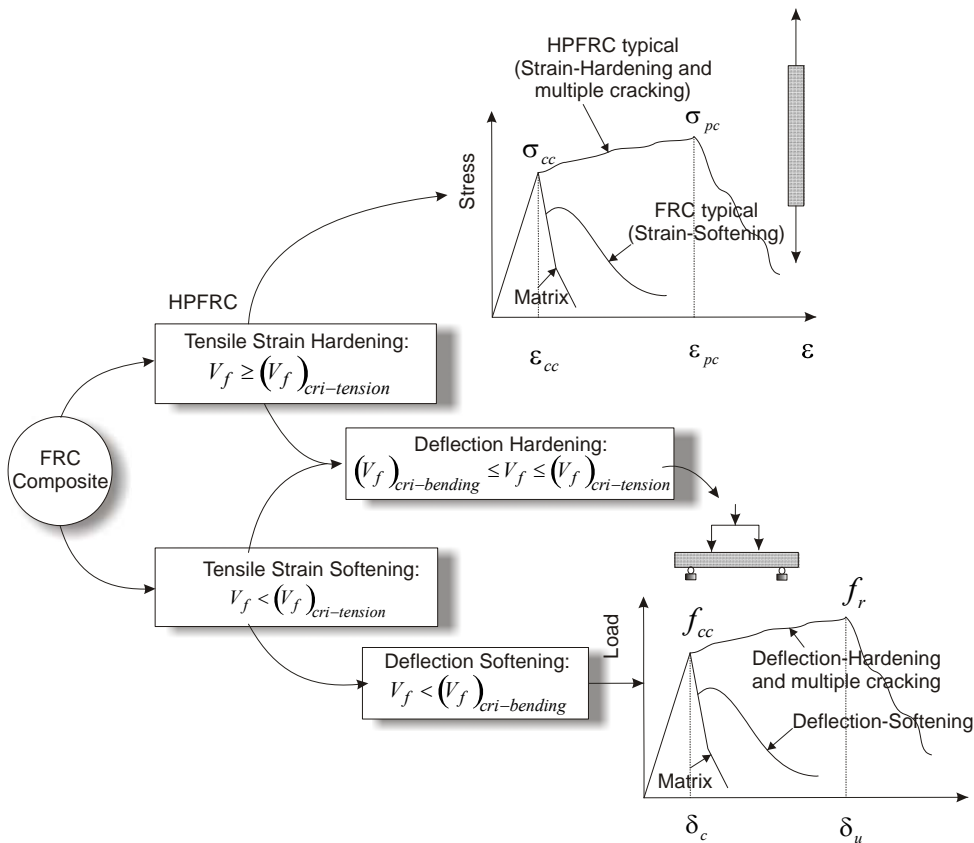 HPFRC typical
(Strain-Hardening and
multiple cracking)
σ_pc
σ_cc
Stress
FRC typical
(Strain-Softening)
Matrix
ε_cc
ε_pc
ε
HPFRC
Tensile Strain Hardening:
V_f ≥ (V_f)_cri−tension
FRC
Composite
Deflection Hardening:
(V_f)_cri−bending ≤ V_f ≤ (V_f)_cri−tension
Tensile Strain Softening:
V_f < (V_f)_cri−tension
Deflection Softening:
V_f < (V_f)_cri−bending
Load
f_cc
f_r
Deflection-Hardening
and multiple cracking
Deflection-Softening
Matrix
δ_c
δ_u